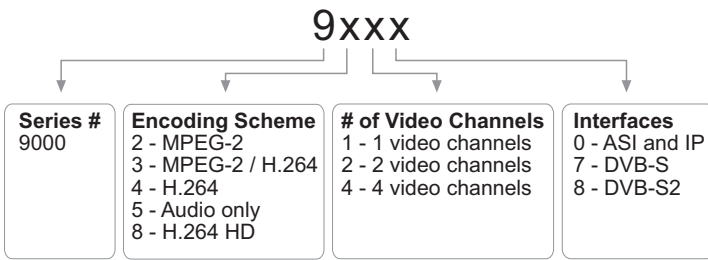 9xxx
Series #
9000
Encoding Scheme
2 - MPEG-2
3 - MPEG-2 / H.264
4 - H.264
5 - Audio only
8 - H.264 HD
# of Video Channels
1 - 1 video channels
2 - 2 video channels
4 - 4 video channels
Interfaces
0 - ASI and IP
7 - DVB-S
8 - DVB-S2